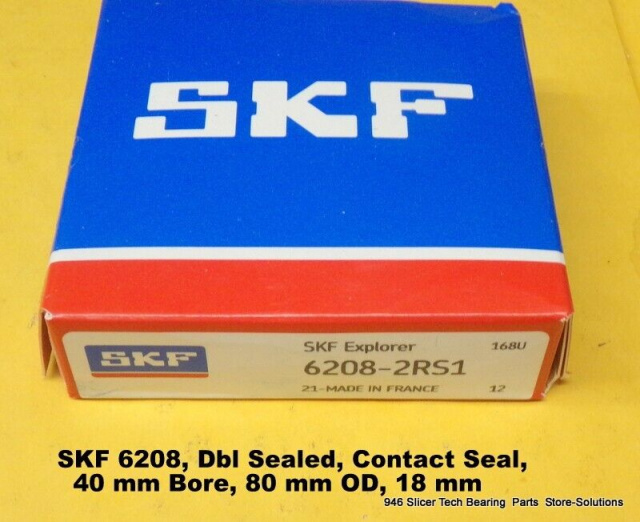 SKF
SKF
SKF Explorer 168U
6208-2RS1
21-MADE IN FRANCE 12
SKF 6208, Dbl Sealed, Contact Seal,
40 mm Bore, 80 mm OD, 18 mm
946 Slicer Tech Bearing Parts Store-Solutions